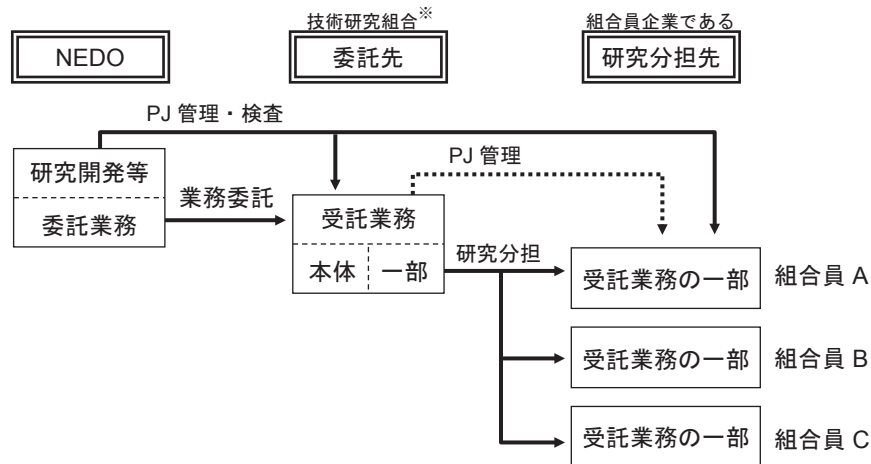 技術研究組合※
組合員企業である
NEDO
委託先
研究分担先
PJ 管理・検査
PJ 管理
研究開発等
委託業務
業務委託
受託業務
本体
一部
研究分担
受託業務の一部
組合員 A
受託業務の一部
組合員 B
受託業務の一部
組合員 C